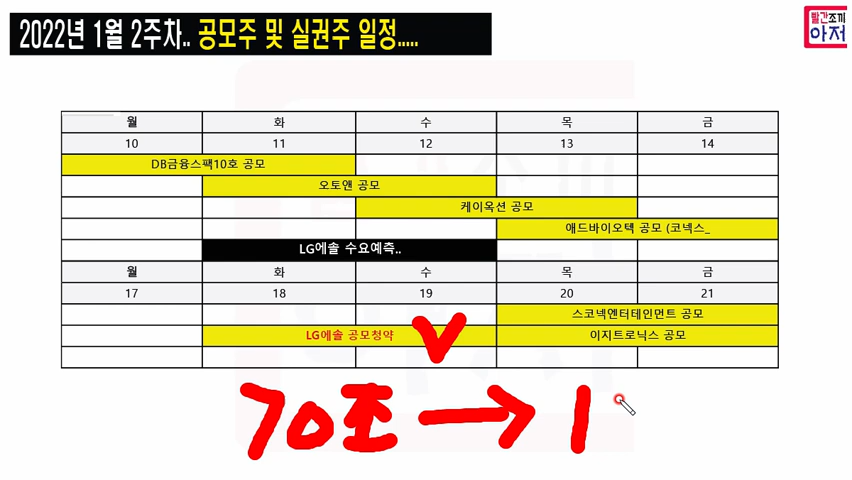 2022년 1월 2주차.. 공모주 및 실권주 일정.....
빨간조끼
아저
월 화 수 목 금
10 11 12 13 14
DB금융스팩10호 공모
오토앤 공모
케이옥션 공모
애드바이오텍 공모 (코넥스_
LG에솔 수요예측..
월 화 수 목 금
17 18 19 20 21
스코넥엔터테인먼트 공모
LG에솔 공모청약 이지트로닉스 공모
70조 → 1